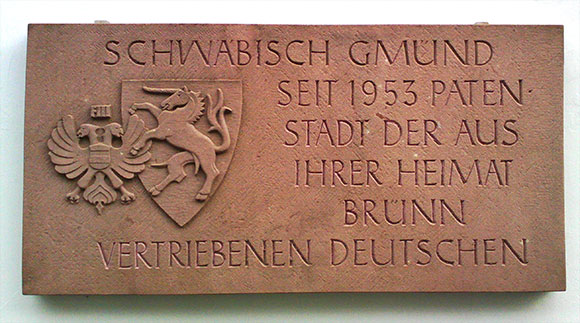 SCHWÄBISCH GMÜND
SEIT 1953 PATEN-
STADT DER AUS
IHRER HEIMAT
BRÜNN
VERTRIEBENEN DEUTSCHEN